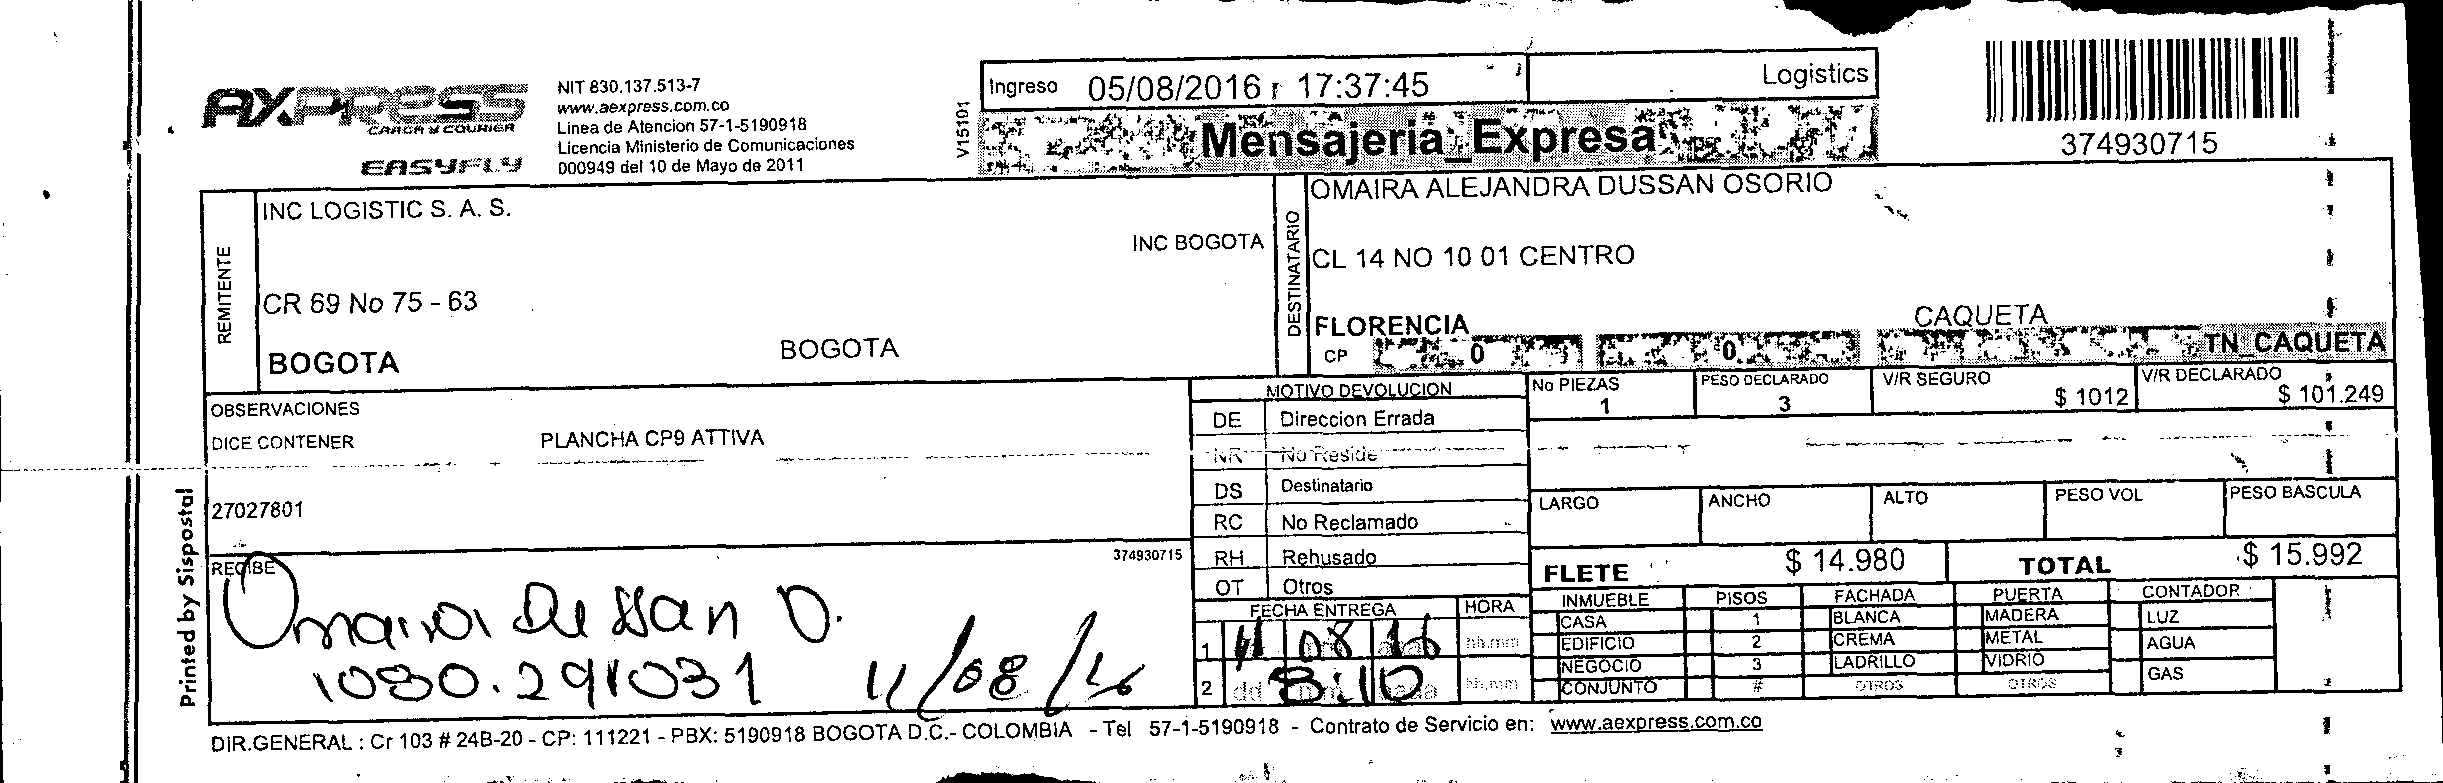 AXPRESS
CARGA Y COURIER
EASYFLY
NIT 830.137.513-7
www.aexpress.com.co
Linea de Atencion 57-1-5190918
Licencia Ministerio de Comunicaciones
000949 del 10 de Mayo de 2011
V15101
Ingreso 05/08/2016 17:37:45 Logistics
Mensajeria_Expresa
374930715
REMITENTE
INC LOGISTIC S. A. S.
INC BOGOTA
CR 69 No 75 - 63
BOGOTA BOGOTA
DESTINATARIO
OMAIRA ALEJANDRA DUSSAN OSORIO
CL 14 NO 10 01 CENTRO
FLORENCIA CAQUETA
CP 0 0 TN_CAQUETA
OBSERVACIONES
DICE CONTENER PLANCHA CP9 ATTIVA
27027801
MOTIVO DEVOLUCION
DE Direccion Errada
NR No Reside
DS Destinatario
RC No Reclamado
RH Rehusado
OT Otros
No PIEZAS 1
PESO DECLARADO 3
V/R SEGURO $ 1012
V/R DECLARADO $ 101.249
LARGO ANCHO ALTO PESO VOL PESO BASCULA
FLETE $ 14.980 TOTAL $ 15.992
RECIBE 374930715
Omaira Dussan O.
1080.291031 11/08/16
FECHA ENTREGA HORA
1 11 08 16 hh:mm
2 dd 8:10 hh:mm
INMUEBLE PISOS FACHADA PUERTA CONTADOR
CASA 1 BLANCA MADERA LUZ
EDIFICIO 2 CREMA METAL AGUA
NEGOCIO 3 LADRILLO VIDRIO GAS
CONJUNTO # OTROS OTROS
Printed by Sispostal
DIR.GENERAL : Cr 103 # 24B-20 - CP: 111221 - PBX: 5190918 BOGOTA D.C.- COLOMBIA - Tel 57-1-5190918 - Contrato de Servicio en: www.aexpress.com.co